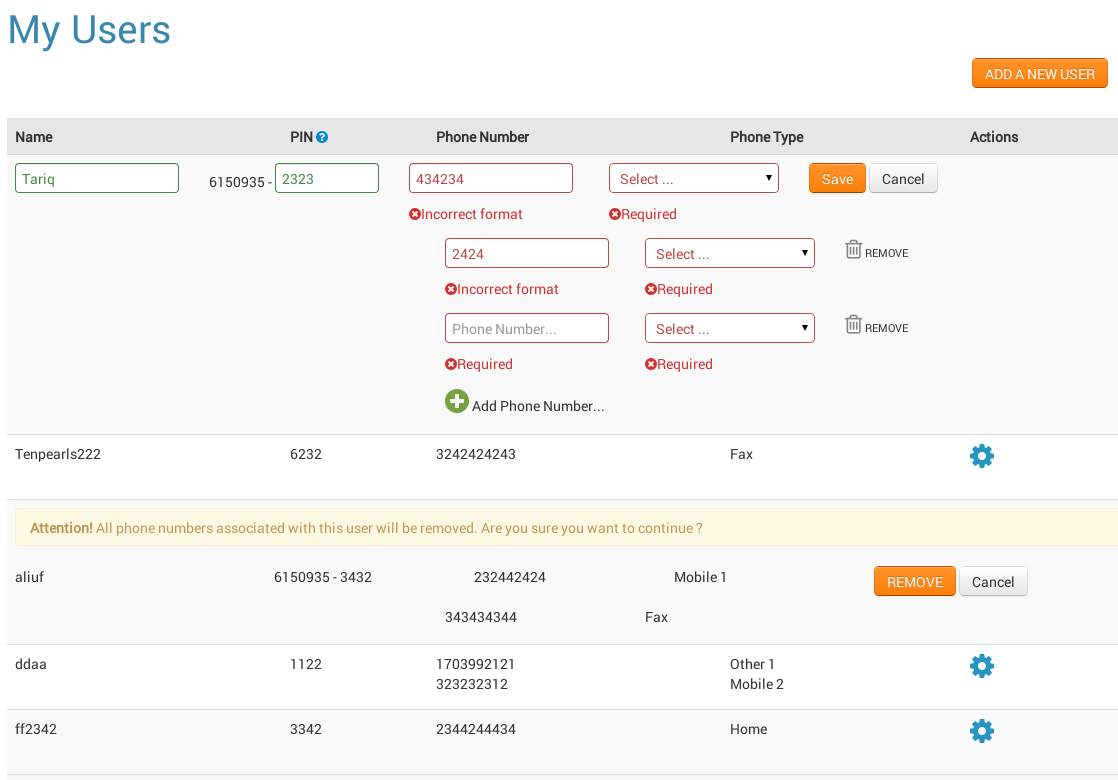 My Users
ADD A NEW USER
Name PIN ? Phone Number Phone Type Actions
Tariq 6150935 - 2323 434234 Select ... Save Cancel
Incorrect format Required
2424 Select ... REMOVE
Incorrect format Required
Phone Number... Select ... REMOVE
Required Required
Add Phone Number...
Tenpearls222 6232 3242424243 Fax
Attention! All phone numbers associated with this user will be removed. Are you sure you want to continue ?
aliuf 6150935 - 3432 232442424 Mobile 1 REMOVE Cancel
343434344 Fax
ddaa 1122 1703992121 Other 1
323232312 Mobile 2
ff2342 3342 2344244434 Home